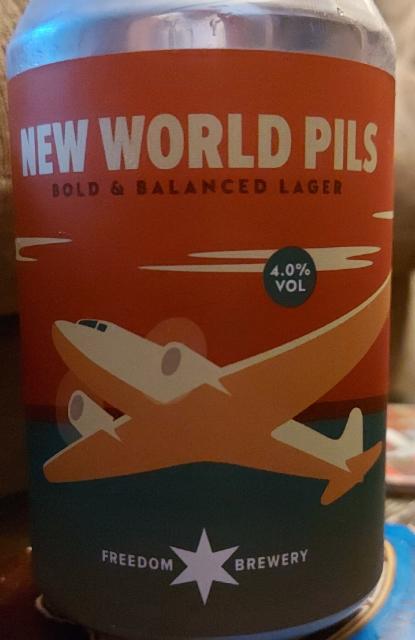 NEW WORLD PILS
BOLD & BALANCED LAGER
4.0%
VOL
FREEDOM BREWERY